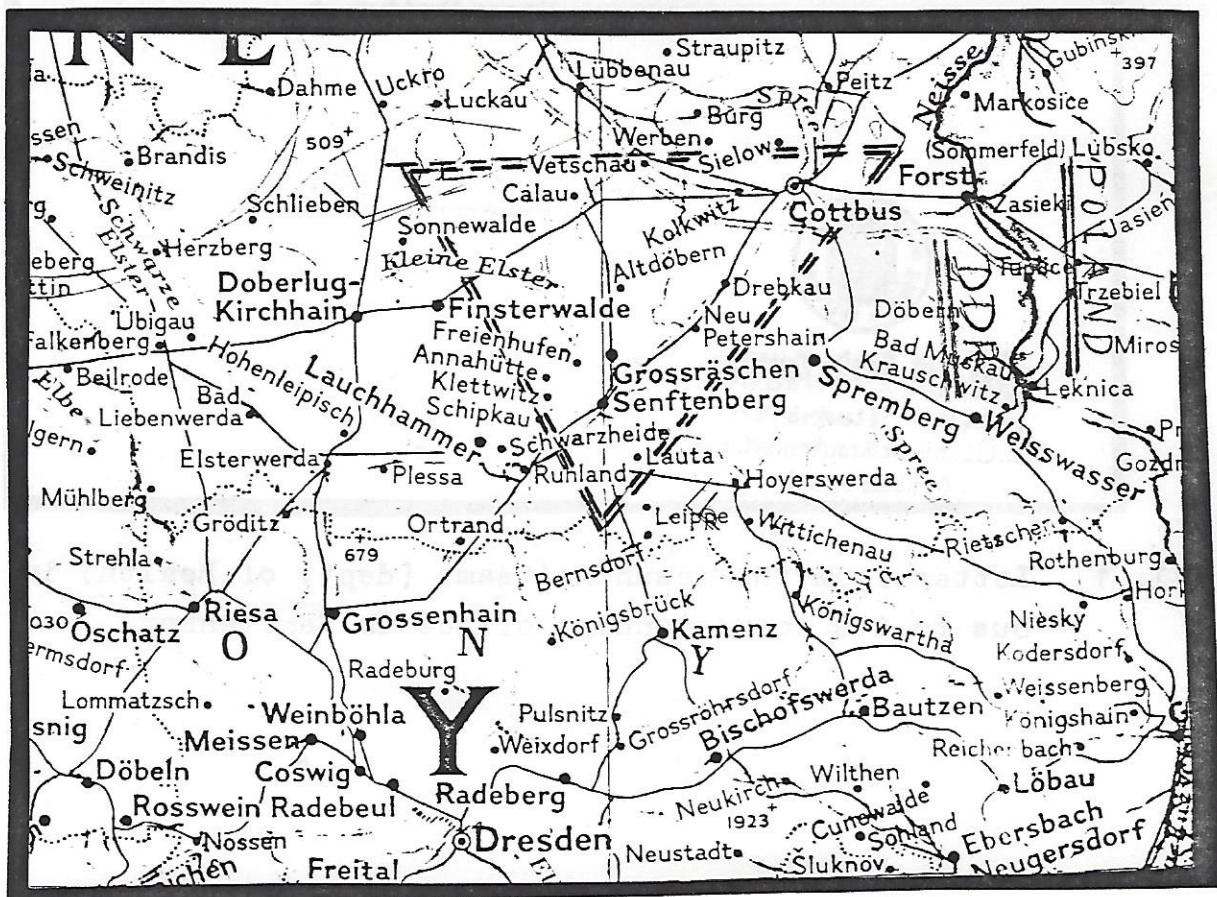 N E
Straupitz
Gubinsk
397
Dahme
Uckro
Luckau
Lübbenau
Peitz
Neisse
Markosice
Burg
Spree
509
Werben
Brandis
Vetschau
Sielow
(Sommerfeld) Lubsko
Schweinitz
Calau
Forst
Zasieki
POLAND
Jasien
Schlieben
Cottbus
Kolkwitz
Schwarze
Elster
Herzberg
Sonnewalde
Kleine Elster
Altdöbern
Tuplice
DDR
Doberlug-
Kirchhain
Finsterwalde
Drebkau
Trzebiel
Döbern
Übigau
Falkenberg
Freienhufen
Neu
Petershain
Bad Muskau
Annahütte
Grossräschen
Krauschwitz
Leknica
Beilrode
Hohenleipisch
Klettwitz
Spremberg
Elbe
Bad
Liebenwerda
Lauchhammer
Schipkau
Senftenberg
Weisswasser
Schwarzheide
Spree
Elsterwerda
Plessa
Ruhland
Lauta
Hoyerswerda
Mühlberg
Gröditz
Ortrand
Leippe
Wittichenau
Rietschen
Strehla
679
Bernsdorf
Rothenburg
Riesa
Grossenhain
Königsbrück
Königswartha
Niesky
Oschatz
O N Y
Kamenz
Kodersdorf
Radeburg
Lommatzsch
Weinböhla
Y
Pulsnitz
Grossröhrsdorf
Bischofswerda
Bautzen
Weissenberg
Königshain
Meissen
Weixdorf
Reichenbach
Döbeln
Coswig
Wilthen
Löbau
Rosswein
Radebeul
Radeberg
Neukirch
1923
Cunewalde
Nossen
Dresden
Sohland
Ebersbach
Freital
Neustadt
Šluknov
Neugersdorf